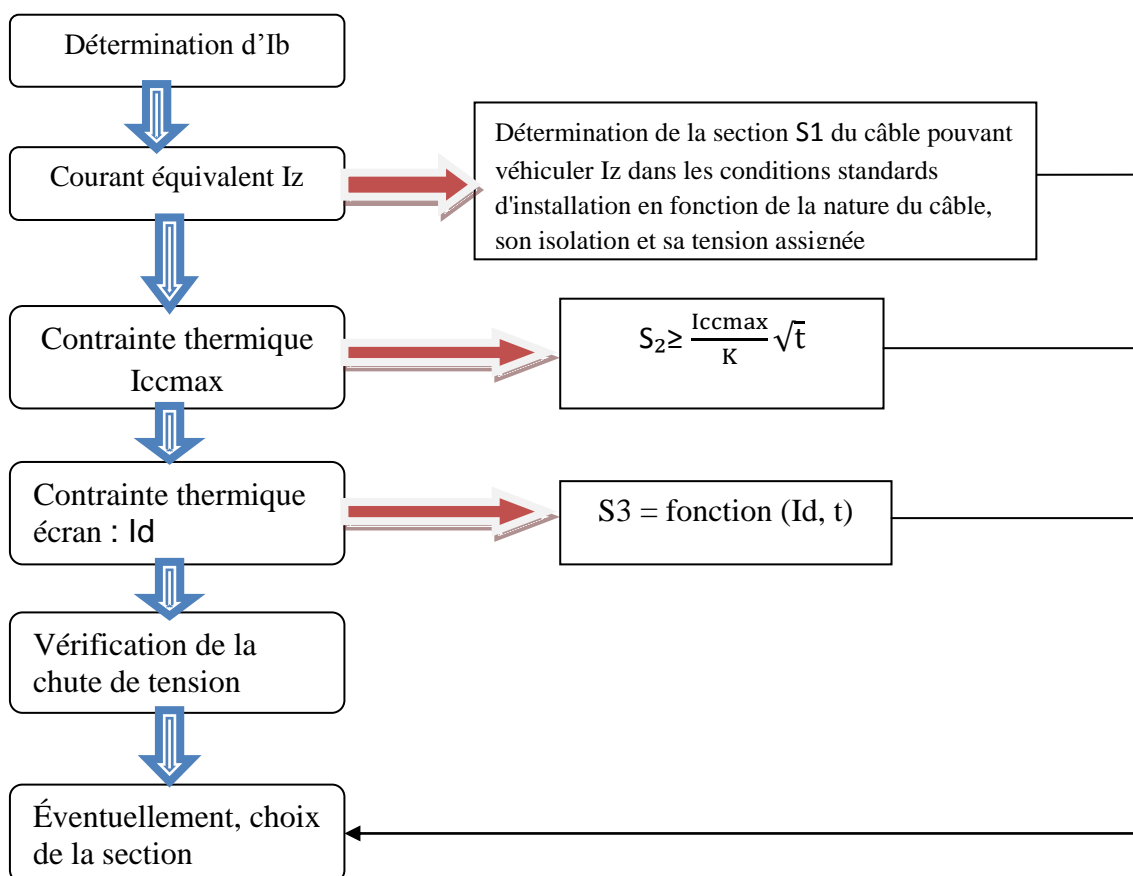 Détermination d’Ib
Courant équivalent Iz
Détermination de la section S1 du câble pouvant
véhiculer Iz dans les conditions standards
d'installation en fonction de la nature du câble,
son isolation et sa tension assignée
Contrainte thermique
Iccmax
S₂≥ Iccmax/K √t
Contrainte thermique
écran : Id
S3 = fonction (Id, t)
Vérification de la
chute de tension
Éventuellement, choix
de la section